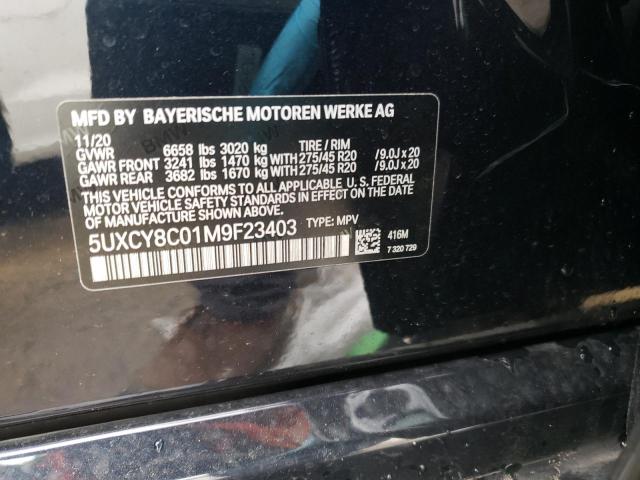 MFD BY BAYERISCHE MOTOREN WERKE AG
11/20
GVWR 6658 lbs 3020 kg TIRE / RIM
GAWR FRONT 3241 lbs 1470 kg WITH 275/45 R20 /9.0J x 20
GAWR REAR 3682 lbs 1670 kg WITH 275/45 R20 /9.0J x 20
THIS VEHICLE CONFORMS TO ALL APPLICABLE U. S. FEDERAL
MOTOR VEHICLE SAFETY AND THEFT PREVENTION STANDARDS
IN EFFECT ON THE DATE OF MANUFACTURE SHOWN ABOVE.
5UXCY8C01M9F23403 TYPE: MPV 416M
7 320 729